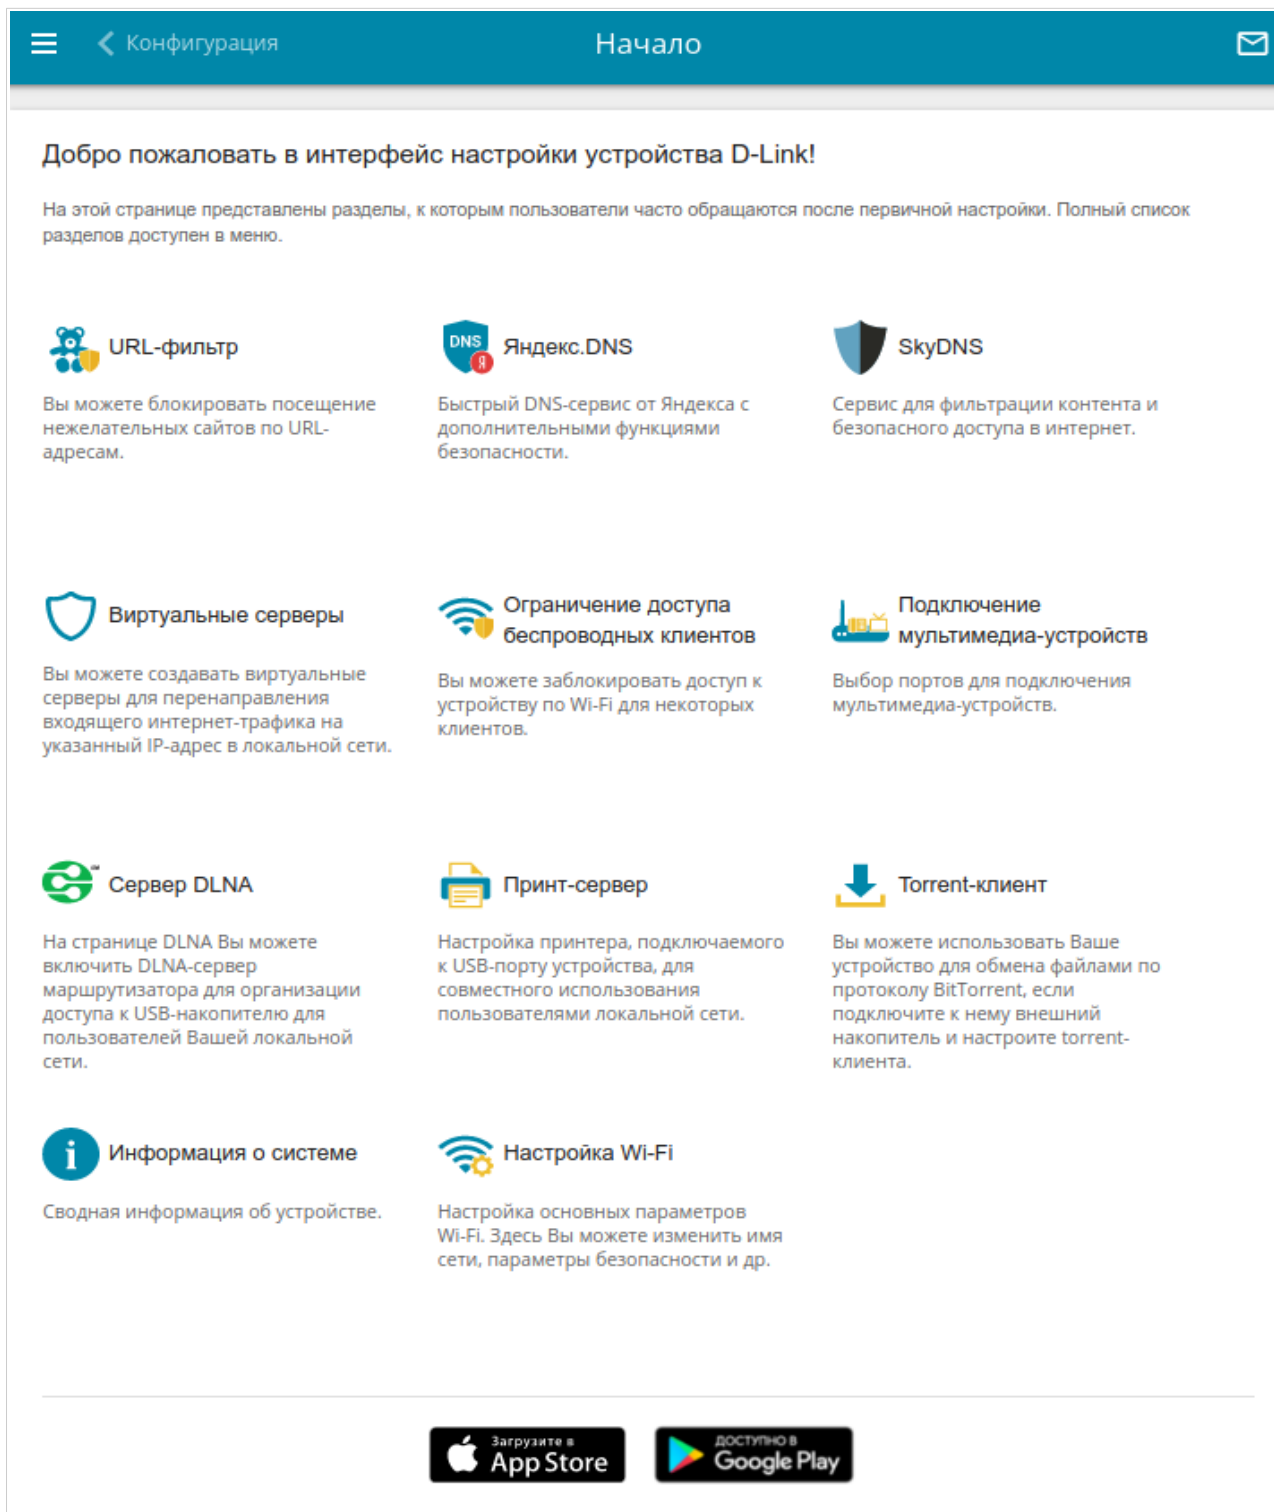 Конфигурация
Начало
Добро пожаловать в интерфейс настройки устройства D-Link!
На этой странице представлены разделы, к которым пользователи часто обращаются после первичной настройки. Полный список
разделов доступен в меню.
URL-фильтр
Вы можете блокировать посещение
нежелательных сайтов по URL-
адресам.
DNS
Я
Яндекс.DNS
Быстрый DNS-сервис от Яндекса с
дополнительными функциями
безопасности.
SkyDNS
Сервис для фильтрации контента и
безопасного доступа в интернет.
Виртуальные серверы
Вы можете создавать виртуальные
серверы для перенаправления
входящего интернет-трафика на
указанный IP-адрес в локальной сети.
Ограничение доступа
беспроводных клиентов
Вы можете заблокировать доступ к
устройству по Wi-Fi для некоторых
клиентов.
Подключение
мультимедиа-устройств
Выбор портов для подключения
мультимедиа-устройств.
Сервер DLNA
На странице DLNA Вы можете
включить DLNA-сервер
маршрутизатора для организации
доступа к USB-накопителю для
пользователей Вашей локальной
сети.
Принт-сервер
Настройка принтера, подключаемого
к USB-порту устройства, для
совместного использования
пользователями локальной сети.
Torrent-клиент
Вы можете использовать Ваше
устройство для обмена файлами по
протоколу BitTorrent, если
подключите к нему внешний
накопитель и настроите torrent-
клиента.
i
Информация о системе
Сводная информация об устройстве.
Настройка Wi-Fi
Настройка основных параметров
Wi-Fi. Здесь Вы можете изменить имя
сети, параметры безопасности и др.
Загрузите в
App Store
ДОСТУПНО В
Google Play